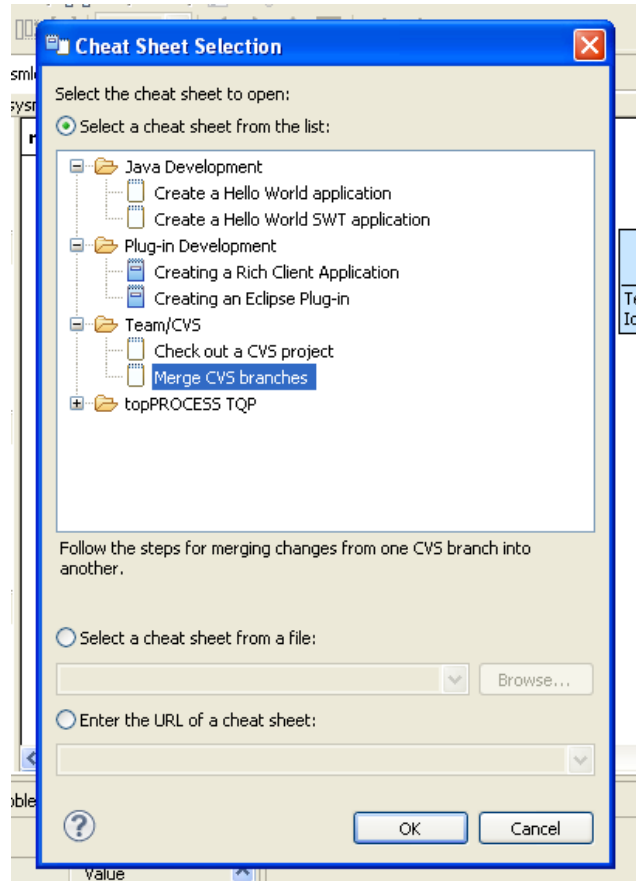 Cheat Sheet Selection
Select the cheat sheet to open:
Select a cheat sheet from the list:
Java Development
Create a Hello World application
Create a Hello World SWT application
Plug-in Development
Creating a Rich Client Application
Creating an Eclipse Plug-in
Team/CVS
Check out a CVS project
Merge CVS branches
topPROCESS TQP
Follow the steps for merging changes from one CVS branch into
another.
Select a cheat sheet from a file:
Browse...
Enter the URL of a cheat sheet:
OK
Cancel
Value